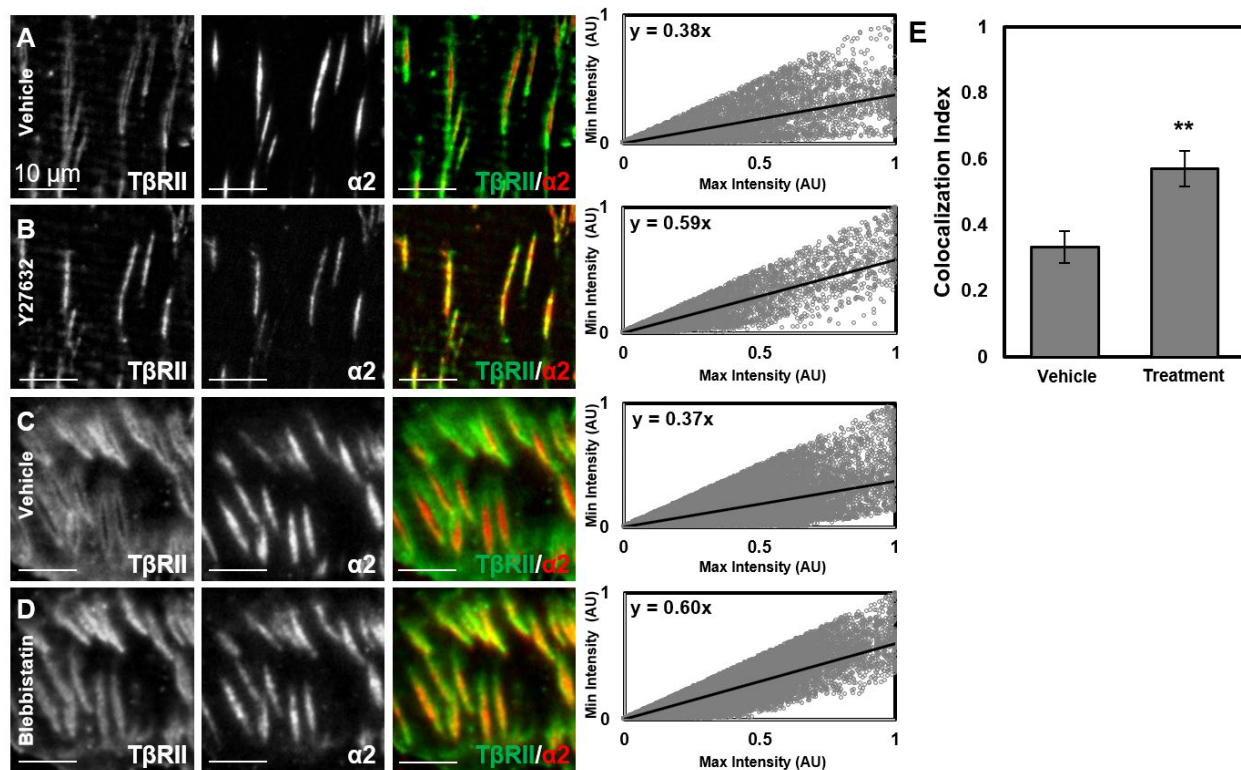 A
Vehicle
10 µm
TβRII
α2
TβRII/α2
y = 0.38x
Min Intensity (AU)
1
0
0
0.5
1
Max Intensity (AU)
B
Y27632
TβRII
α2
TβRII/α2
y = 0.59x
Min Intensity (AU)
1
0
0
0.5
1
Max Intensity (AU)
C
Vehicle
TβRII
α2
TβRII/α2
y = 0.37x
Min Intensity (AU)
1
0
0
0.5
1
Max Intensity (AU)
D
Blebbistatin
TβRII
α2
TβRII/α2
y = 0.60x
Min Intensity (AU)
1
0
0
0.5
1
Max Intensity (AU)
E
Colocalization Index
1
0.8
0.6
0.4
0.2
0
**
Vehicle
Treatment